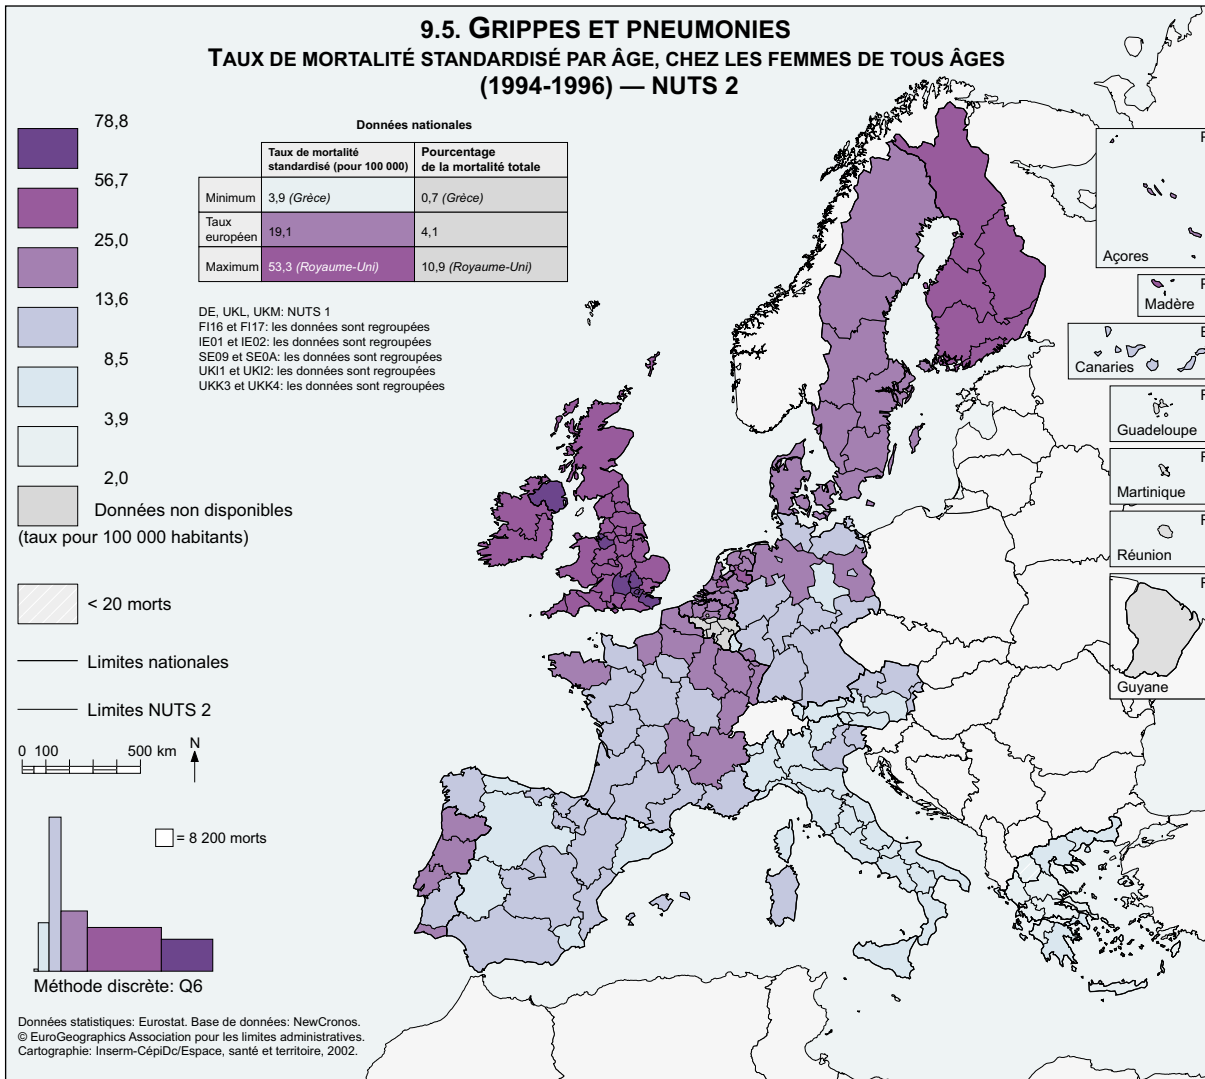 9.5. GRIPPES ET PNEUMONIES
TAUX DE MORTALITÉ STANDARDISÉ PAR ÂGE, CHEZ LES FEMMES DE TOUS ÂGES
(1994-1996) — NUTS 2
78,8
56,7
25,0
13,6
8,5
3,9
2,0
Données non disponibles
(taux pour 100 000 habitants)
< 20 morts
Limites nationales
Limites NUTS 2
0 100 500 km
N
= 8 200 morts
Méthode discrète: Q6
Données nationales
Taux de mortalité
standardisé (pour 100 000)
Pourcentage
de la mortalité totale
Minimum 3,9 (Grèce) 0,7 (Grèce)
Taux
européen 19,1 4,1
Maximum 53,3 (Royaume-Uni) 10,9 (Royaume-Uni)
DE, UKL, UKM: NUTS 1
FI16 et FI17: les données sont regroupées
IE01 et IE02: les données sont regroupées
SE09 et SE0A: les données sont regroupées
UKI1 et UKI2: les données sont regroupées
UKK3 et UKK4: les données sont regroupées
Açores
Madère
Canaries
Guadeloupe
Martinique
Réunion
Guyane
Données statistiques: Eurostat. Base de données: NewCronos.
© EuroGeographics Association pour les limites administratives.
Cartographie: Inserm-CépiDc/Espace, santé et territoire, 2002.